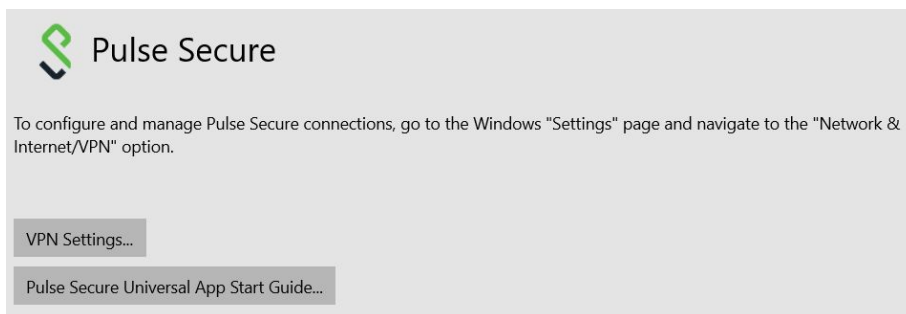 Pulse Secure
To configure and manage Pulse Secure connections, go to the Windows "Settings" page and navigate to the "Network &
Internet/VPN" option.
VPN Settings...
Pulse Secure Universal App Start Guide...